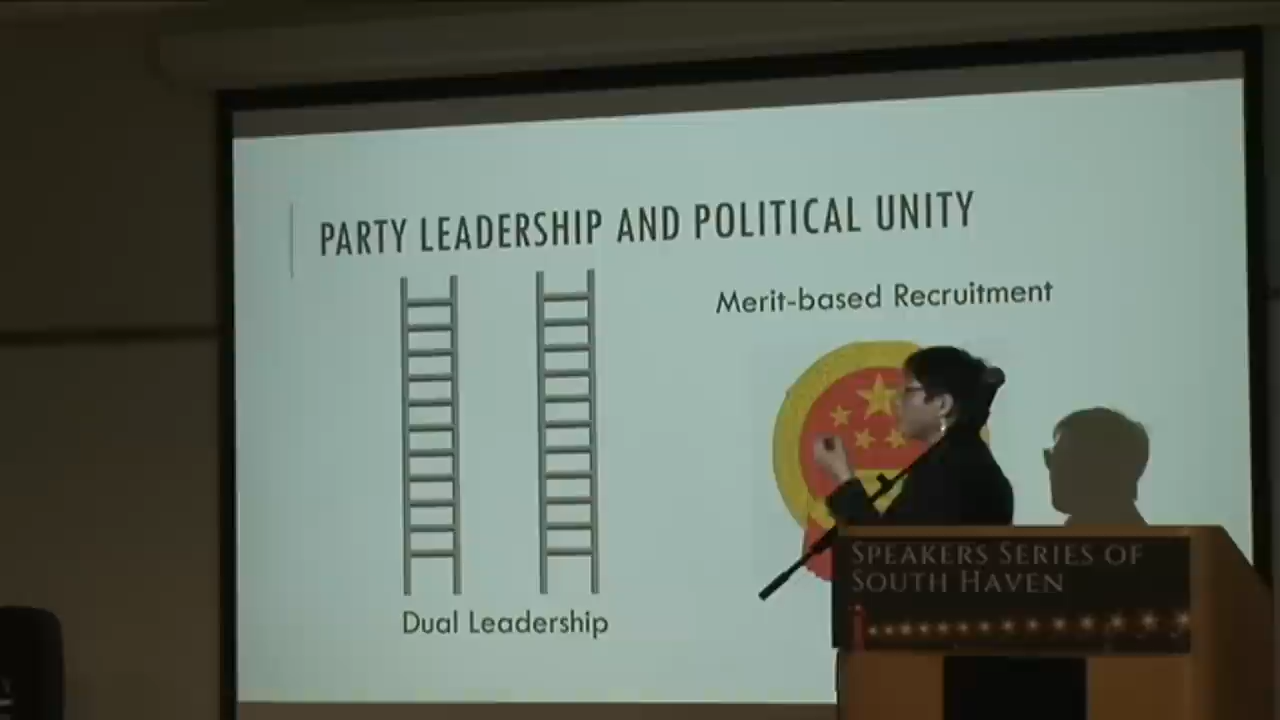 PARTY LEADERSHIP AND POLITICAL UNITY
Merit-based Recruitment
Dual Leadership
SPEAKERS SERIES OF
SOUTH HAVEN